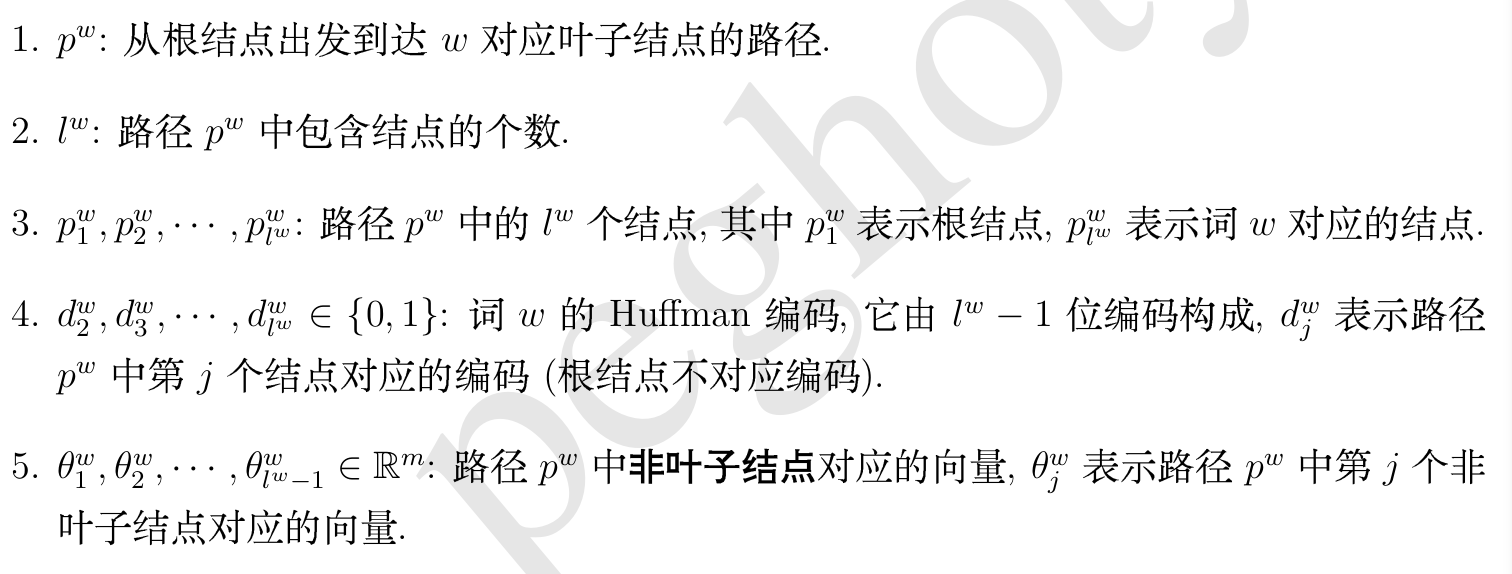 1. $p^w$: 从根结点出发到达 $w$ 对应叶子结点的路径.
2. $l^w$: 路径 $p^w$ 中包含结点的个数.
3. $p_1^w, p_2^w, \cdots, p_{l^w}^w$: 路径 $p^w$ 中的 $l^w$ 个结点, 其中 $p_1^w$ 表示根结点, $p_{l^w}^w$ 表示词 $w$ 对应的结点.
4. $d_2^w, d_3^w, \cdots, d_{l^w}^w \in \{0, 1\}$: 词 $w$ 的 Huffman 编码, 它由 $l^w - 1$ 位编码构成, $d_j^w$ 表示路径
$p^w$ 中第 $j$ 个结点对应的编码 (根结点不对应编码).
5. $\theta_1^w, \theta_2^w, \cdots, \theta_{l^w-1}^w \in \mathbb{R}^m$: 路径 $p^w$ 中非叶子结点对应的向量, $\theta_j^w$ 表示路径 $p^w$ 中第 $j$ 个非
叶子结点对应的向量.
peghoty